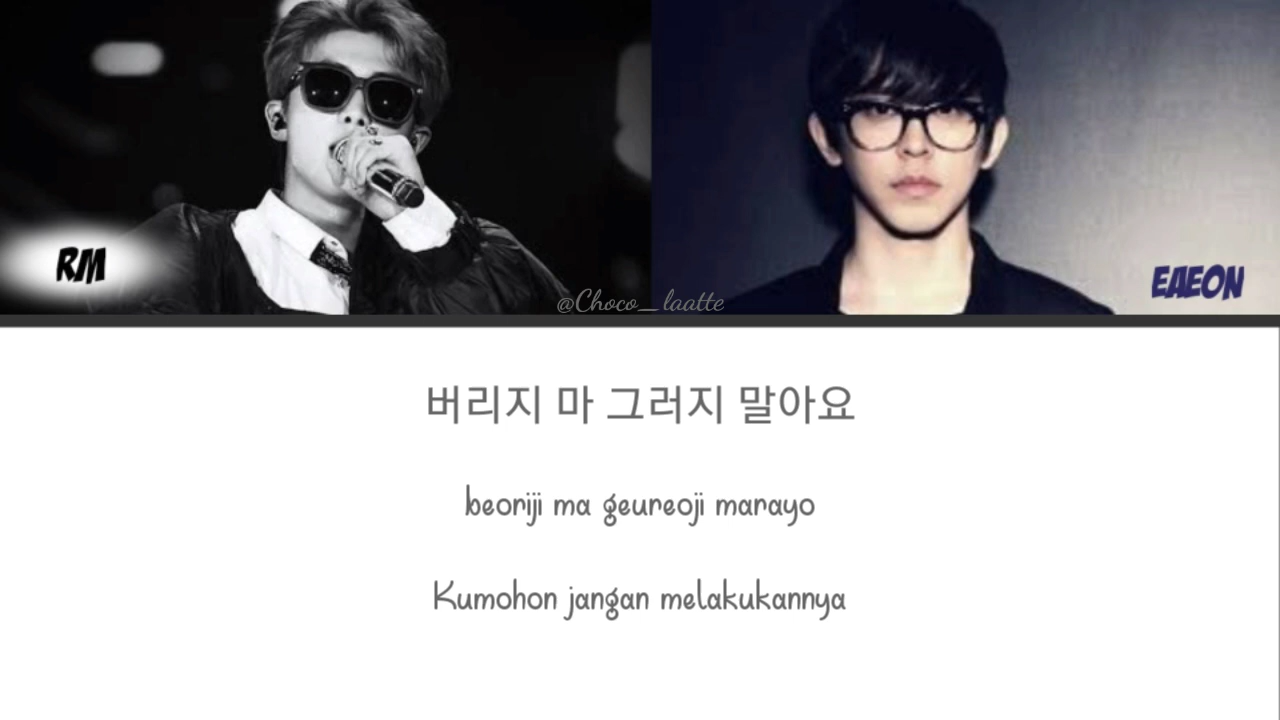 RM
EAEON
@Choco_laatte
버리지 마 그러지 말아요
beoriji ma geureoji marayo
Kumohon jangan melakukannya